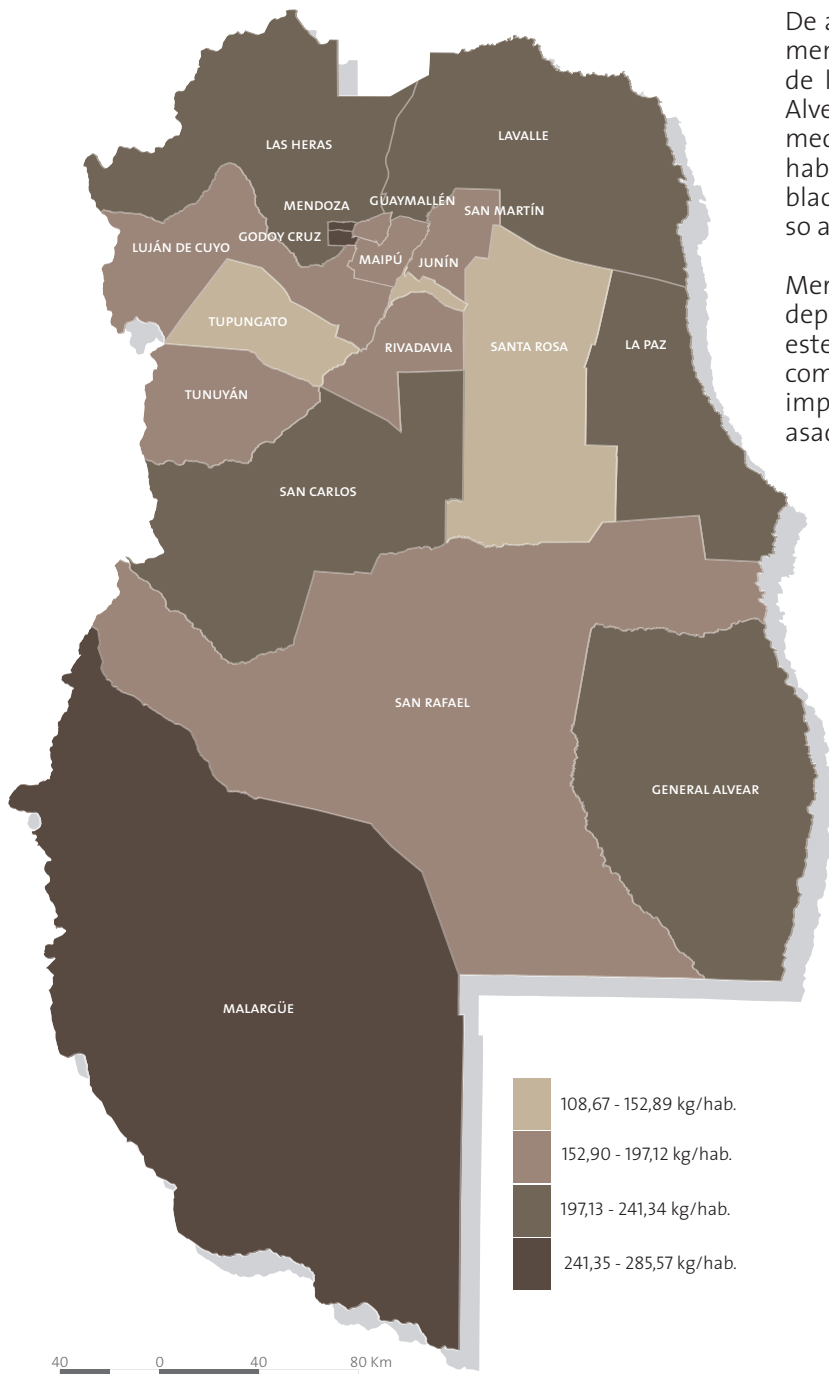 De a
mer
de l
Alve
med
hab
blac
so a
Mer
dep
este
com
imp
asac
LAS HERAS
LAVALLE
MENDOZA
GÜAYMALLÉN
SAN MARTÍN
GODOY CRUZ
LUJÁN DE CUYO
MAIPÚ
JUNÍN
TUPUNGATO
RIVADAVIA
SANTA ROSA
LA PAZ
TUNUYÁN
SAN CARLOS
SAN RAFAEL
GENERAL ALVEAR
MALARGÜE
108,67 - 152,89 kg/hab.
152,90 - 197,12 kg/hab.
197,13 - 241,34 kg/hab.
241,35 - 285,57 kg/hab.
40 0 40 80 Km